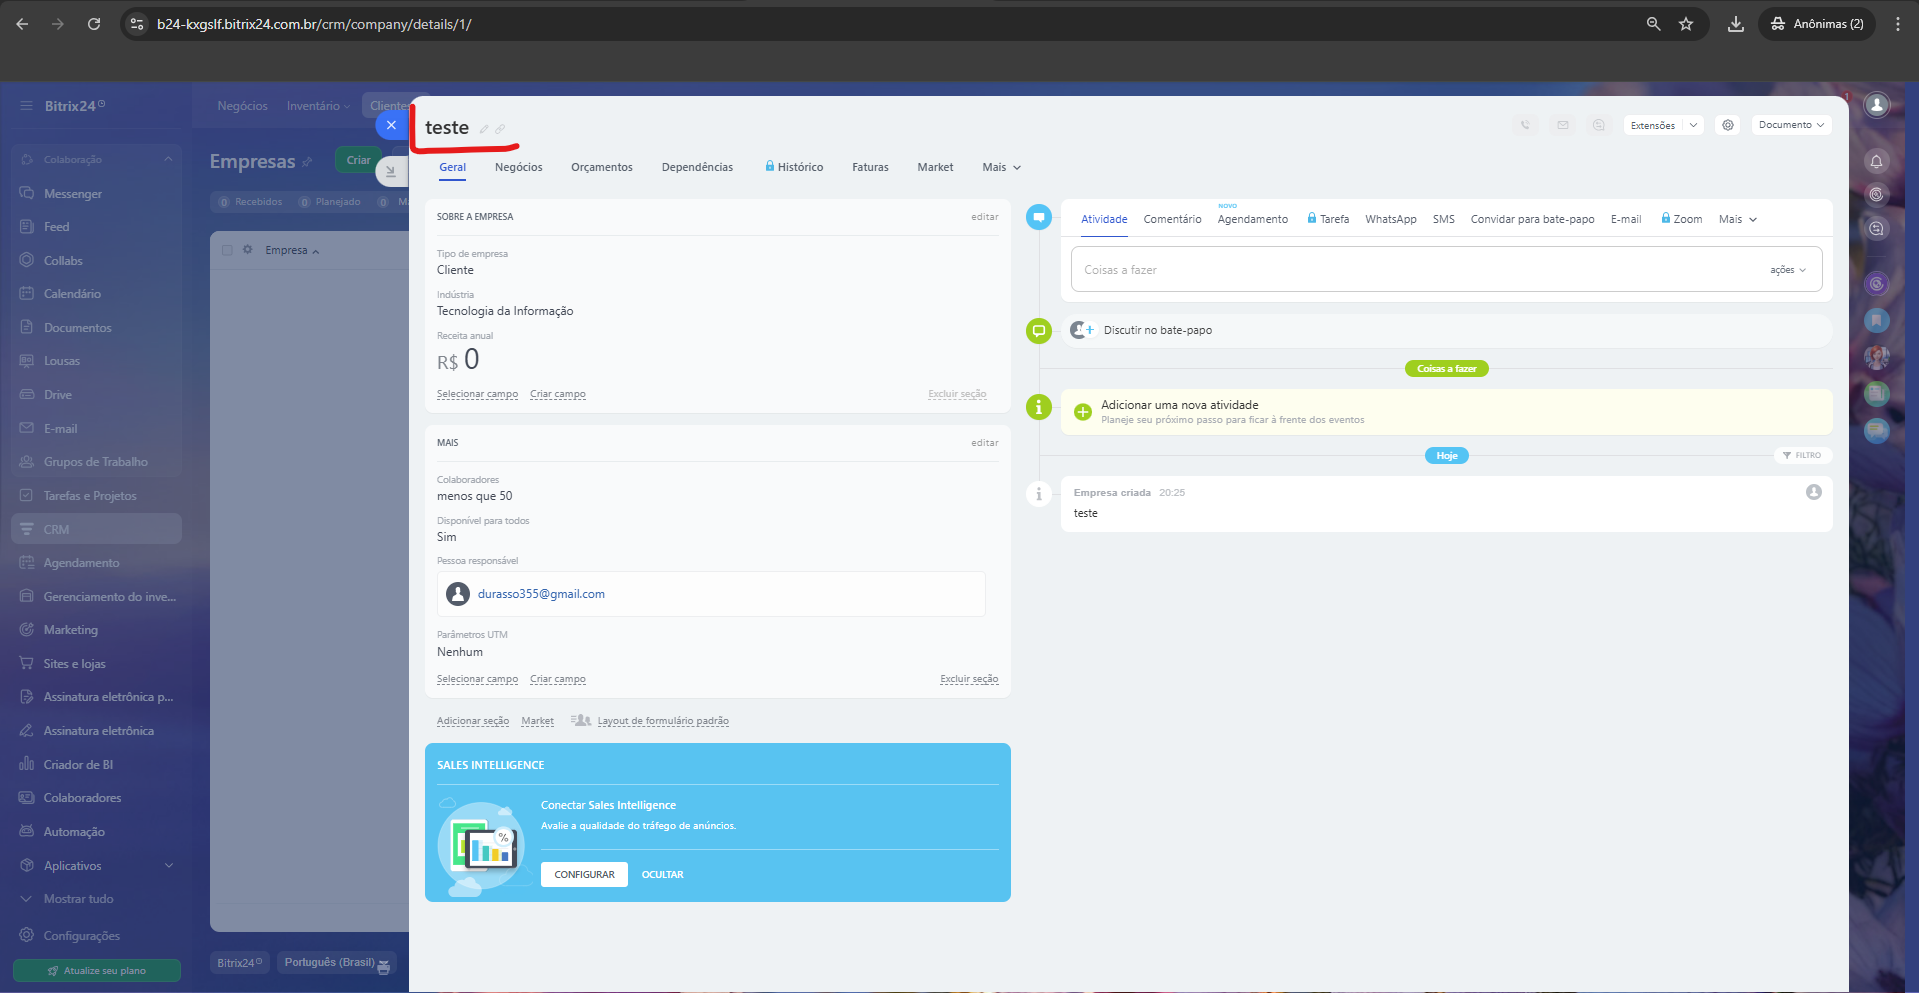 b24-kxgslf.bitrix24.com.br/crm/company/details/1/
Anônimas (2)
Bitrix24
Negócios
Inventário
Clientes
Colaboração
Messenger
Feed
Collabs
Calendário
Documentos
Lousas
Drive
E-mail
Grupos de Trabalho
Tarefas e Projetos
CRM
Agendamento
Gerenciamento do inve...
Marketing
Sites e lojas
Assinatura eletrônica p...
Assinatura eletrônica
Criador de BI
Colaboradores
Automação
Aplicativos
Mostrar tudo
Configurações
Atualize seu plano
Empresas
Criar
0 Recebidos
0 Planejado
0 Ma
Empresa
Bitrix24
Português (Brasil)
teste
Extensões
Documento
Geral
Negócios
Orçamentos
Dependências
Histórico
Faturas
Market
Mais
SOBRE A EMPRESA
editar
Tipo de empresa
Cliente
Indústria
Tecnologia da Informação
Receita anual
R$ 0
Selecionar campo
Criar campo
Excluir seção
MAIS
editar
Colaboradores
menos que 50
Disponível para todos
Sim
Pessoa responsável
durasso355@gmail.com
Parâmetros UTM
Nenhum
Selecionar campo
Criar campo
Excluir seção
Adicionar seção
Market
Layout de formulário padrão
SALES INTELLIGENCE
Conectar Sales Intelligence
Avalie a qualidade do tráfego de anúncios.
%
CONFIGURAR
OCULTAR
Atividade
Comentário
NOVO
Agendamento
Tarefa
WhatsApp
SMS
Convidar para bate-papo
E-mail
Zoom
Mais
Coisas a fazer
ações
Discutir no bate-papo
Coisas a fazer
Adicionar uma nova atividade
Planeje seu próximo passo para ficar à frente dos eventos
Hoje
FILTRO
Empresa criada 20:25
teste
1